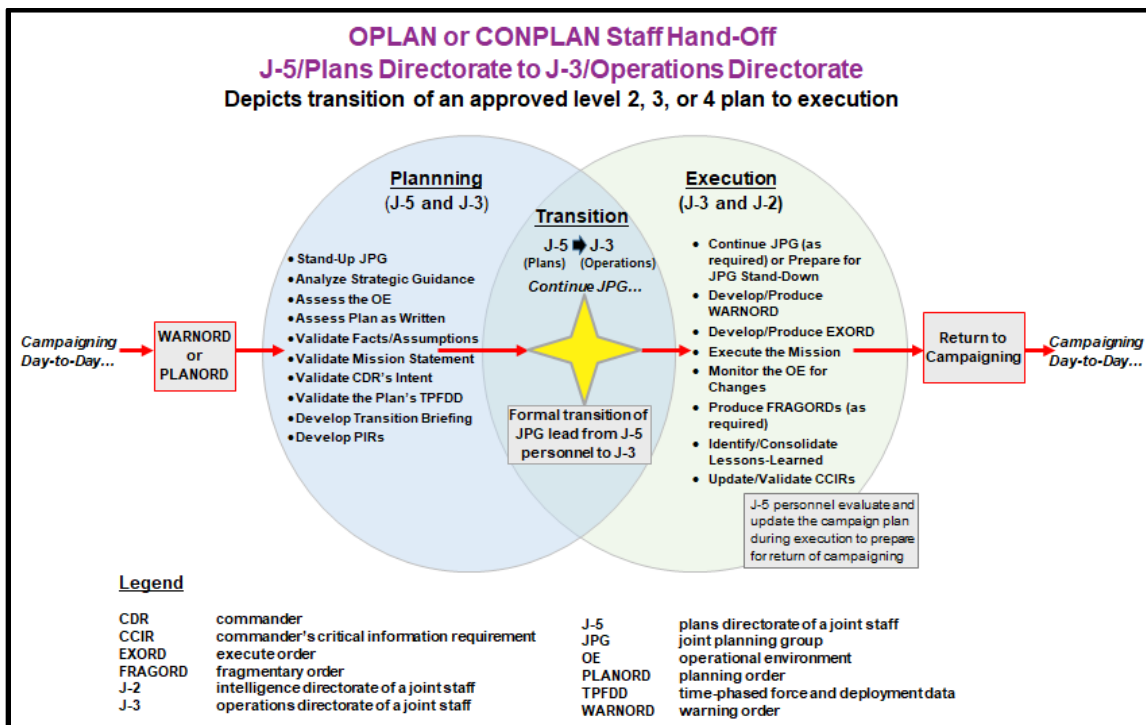 OPLAN or CONPLAN Staff Hand-Off
J-5/Plans Directorate to J-3/Operations Directorate
Depicts transition of an approved level 2, 3, or 4 plan to execution
Campaigning
Day-to-Day...
WARNORD
or
PLANORD
Plannning
(J-5 and J-3)
•Stand-Up JPG
•Analyze Strategic Guidance
•Assess the OE
•Assess Plan as Written
•Validate Facts/Assumptions
•Validate Mission Statement
•Validate CDR's Intent
•Validate the Plan's TPFDD
•Develop Transition Briefing
•Develop PIRs
Transition
J-5 J-3
(Plans) (Operations)
Continue JPG...
Formal transition of
JPG lead from J-5
personnel to J-3
Execution
(J-3 and J-2)
• Continue JPG (as
required) or Prepare for
JPG Stand-Down
• Develop/Produce
WARNORD
• Develop/Produce EXORD
• Execute the Mission
• Monitor the OE for
Changes
• Produce FRAGORDs (as
required)
• Identify/Consolidate
Lessons-Learned
• Update/Validate CCIRs
J-5 personnel evaluate and
update the campaign plan
during execution to prepare
for return of campaigning
Return to
Campaigning
Campaigning
Day-to-Day...
Legend
CDR commander
CCIR commander's critical information requirement
EXORD execute order
FRAGORD fragmentary order
J-2 intelligence directorate of a joint staff
J-3 operations directorate of a joint staff
J-5 plans directorate of a joint staff
JPG joint planning group
OE operational environment
PLANORD planning order
TPFDD time-phased force and deployment data
WARNORD warning order